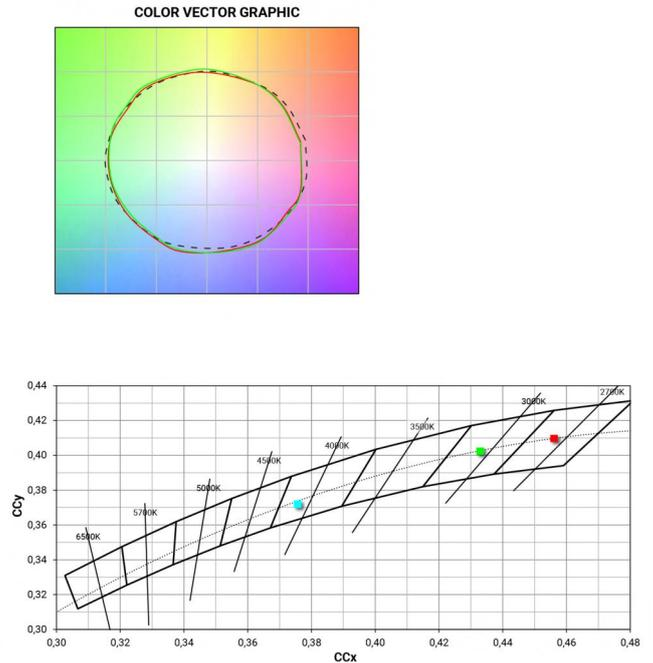 COLOR VECTOR GRAPHIC
0,44
0,42
0,40
0,38
0,36
0,34
0,32
0,30
CCy
6500K
5700K
5000K
4500K
4000K
3500K
3000K
2700K
0,30 0,32 0,34 0,36 0,38 0,40 0,42 0,44 0,46 0,48
CCx